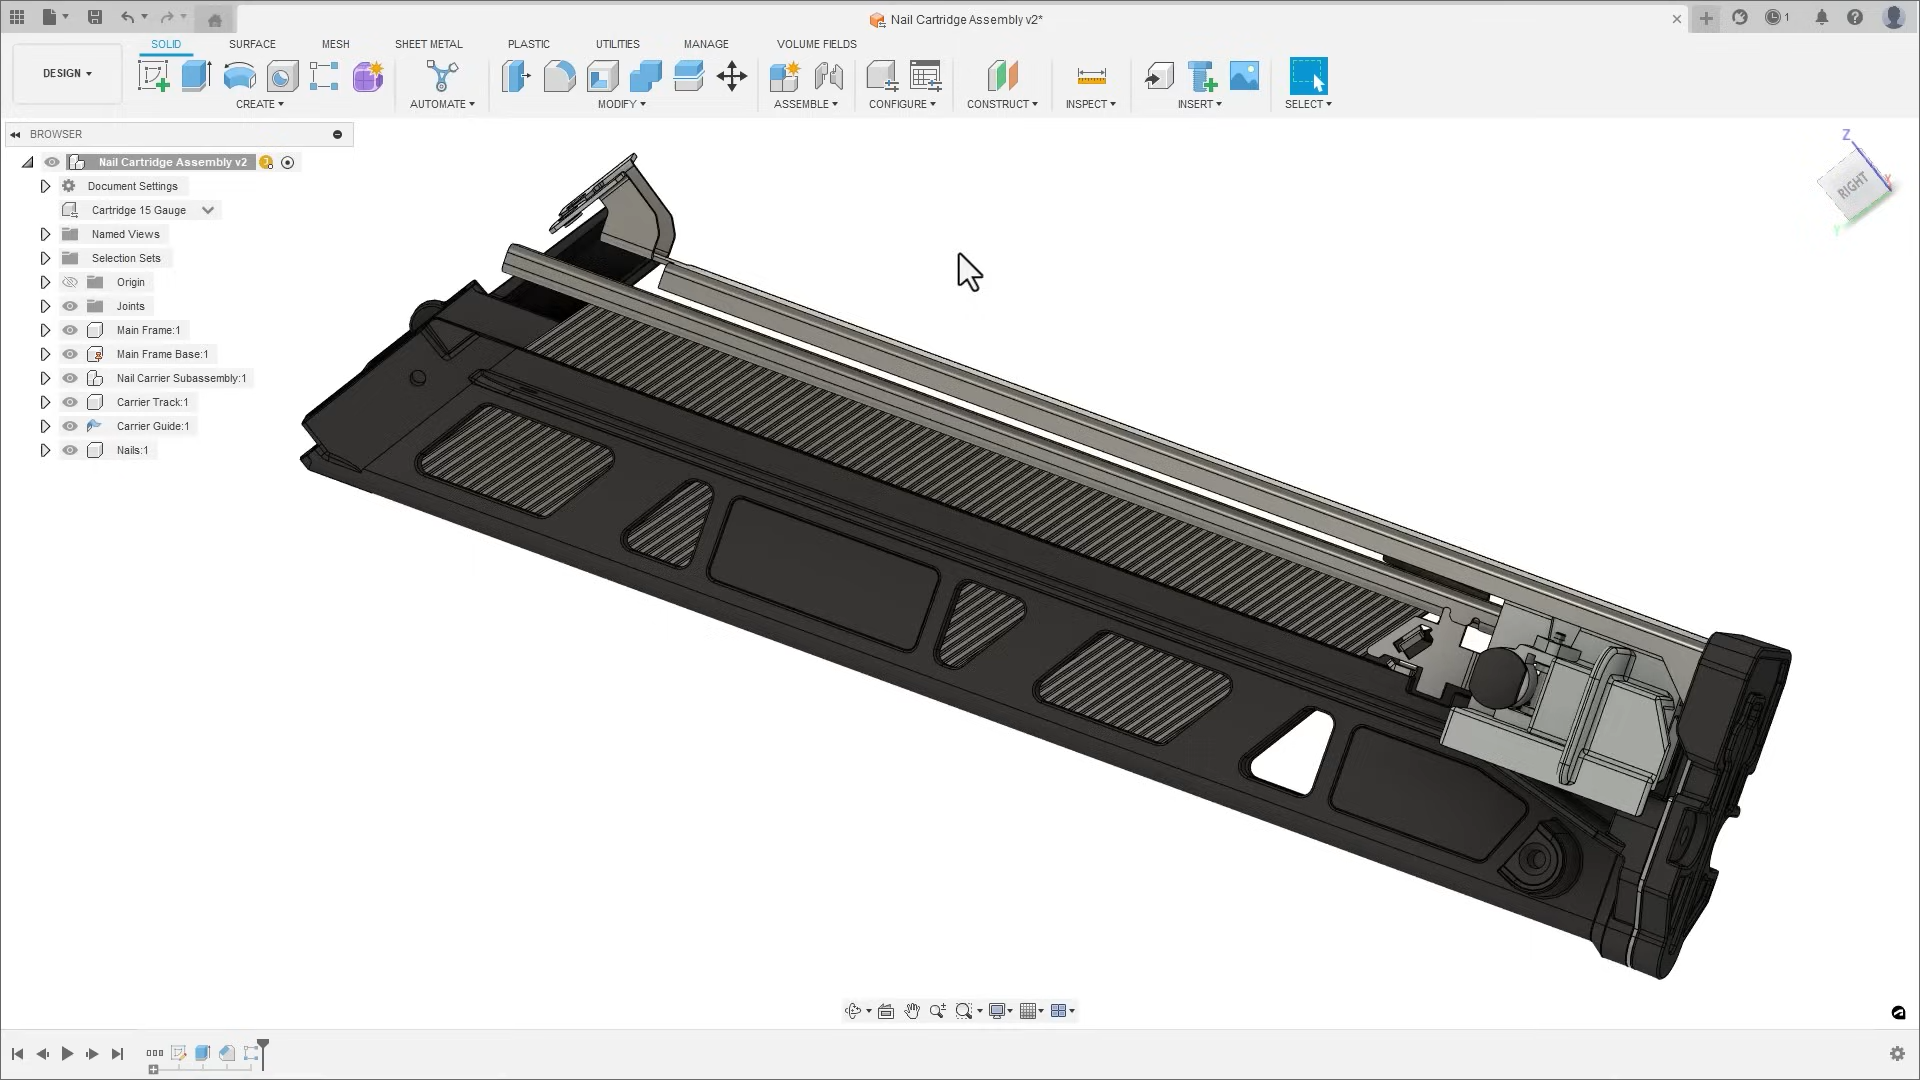 Nail Cartridge Assembly v2*
1
SOLID
SURFACE
MESH
SHEET METAL
PLASTIC
UTILITIES
MANAGE
VOLUME FIELDS
DESIGN
CREATE
AUTOMATE
MODIFY
ASSEMBLE
CONFIGURE
CONSTRUCT
INSPECT
INSERT
SELECT
BROWSER
Nail Cartridge Assembly v2
Document Settings
Cartridge 15 Gauge
Named Views
Selection Sets
Origin
Joints
Main Frame:1
Main Frame Base:1
Nail Carrier Subassembly:1
Carrier Track:1
Carrier Guide:1
Nails:1
Z
RIGHT
Y